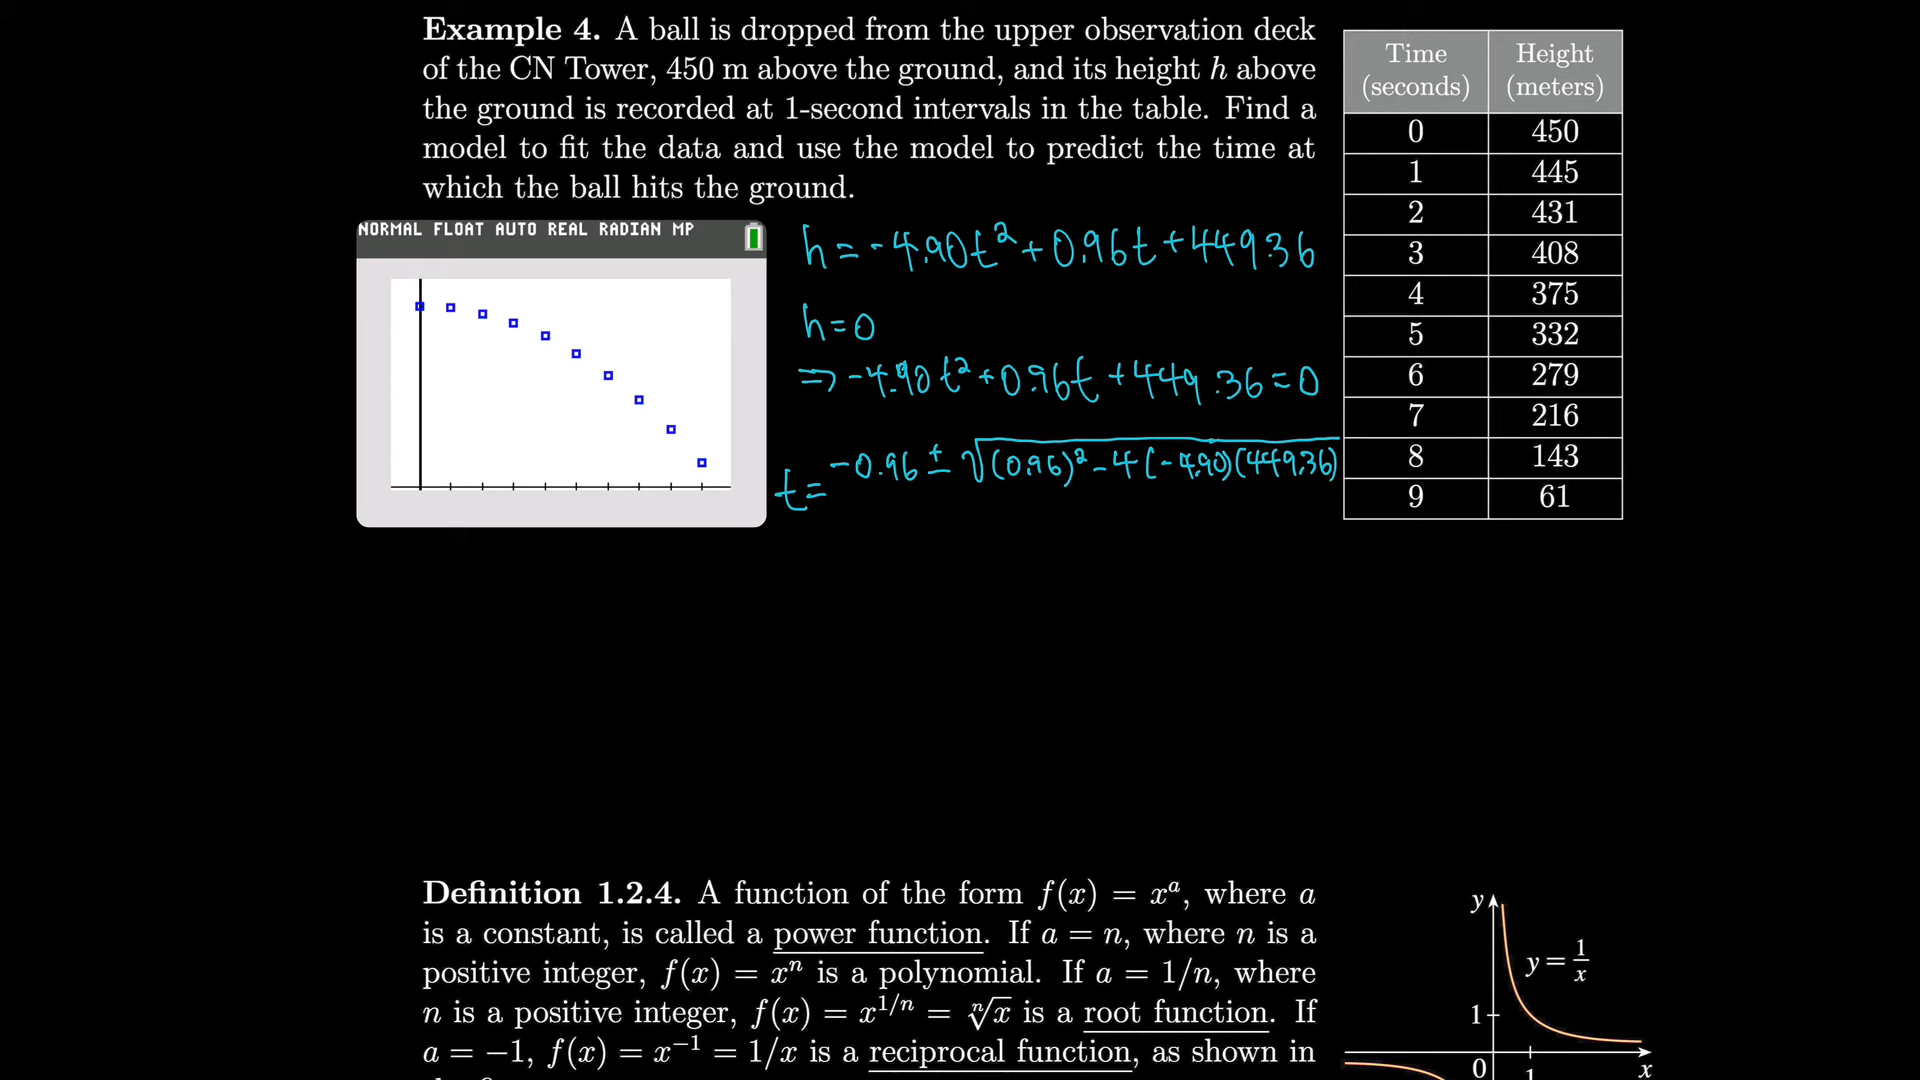 Example 4. A ball is dropped from the upper observation deck
of the CN Tower, 450 m above the ground, and its height h above
the ground is recorded at 1-second intervals in the table. Find a
model to fit the data and use the model to predict the time at
which the ball hits the ground.
Time (seconds) Height (meters)
0 450
1 445
2 431
3 408
4 375
5 332
6 279
7 216
8 143
9 61
NORMAL FLOAT AUTO REAL RADIAN MP
h = -4.90t² + 0.96t + 449.36
h = 0
⇒ -4.90t² + 0.96t + 449.36 = 0
t = -0.96 ± √(0.96)² - 4(-4.90)(449.36)
Definition 1.2.4. A function of the form f(x) = xᵃ, where a
is a constant, is called a power function. If a = n, where n is a
positive integer, f(x) = xⁿ is a polynomial. If a = 1/n, where
n is a positive integer, f(x) = x^{1/n} = ⁿ√x is a root function. If
a = −1, f(x) = x⁻¹ = 1/x is a reciprocal function, as shown in
y
y = 1/x
1
0
1
x